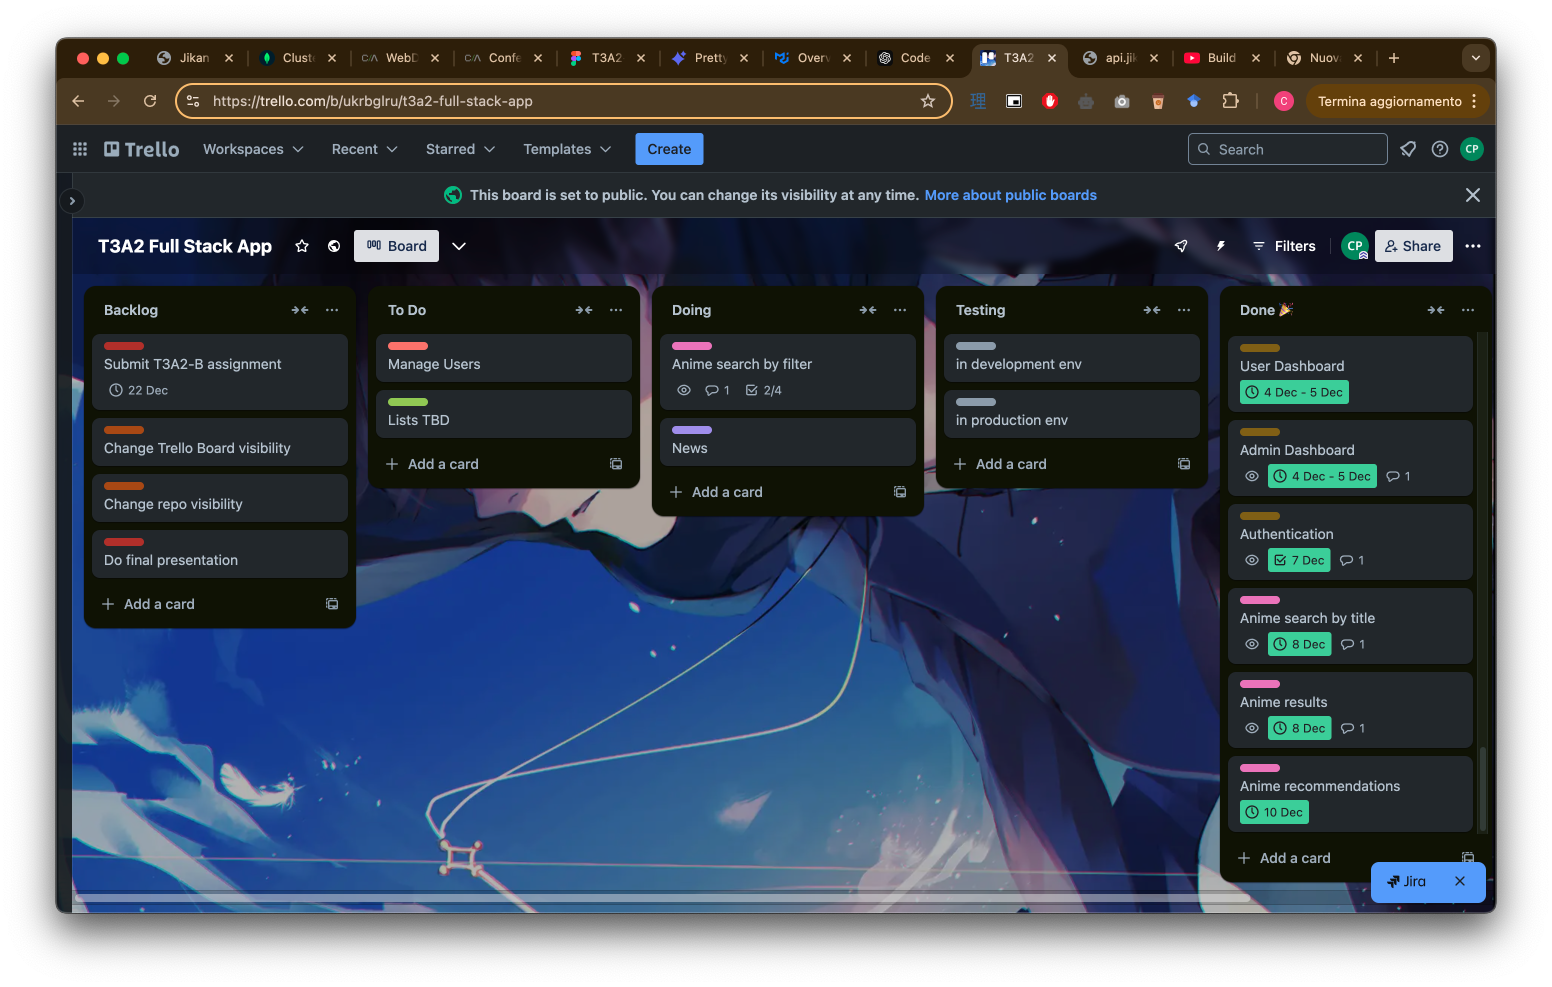 Jikan
Clust
C/A WebD
C/A Confe
T3A2
Pretty
Overv
Code
T3A2
api.jik
Build
Nuov
https://trello.com/b/ukrbglru/t3a2-full-stack-app
理
C
Termina aggiornamento
Trello
Workspaces
Recent
Starred
Templates
Create
Search
CP
This board is set to public. You can change its visibility at any time. More about public boards
T3A2 Full Stack App
Board
Filters
CP
Share
Backlog
Submit T3A2-B assignment
22 Dec
Change Trello Board visibility
Change repo visibility
Do final presentation
Add a card
To Do
Manage Users
Lists TBD
Add a card
Doing
Anime search by filter
1
2/4
News
Add a card
Testing
in development env
in production env
Add a card
Done 🎉
User Dashboard
4 Dec - 5 Dec
Admin Dashboard
4 Dec - 5 Dec
1
Authentication
7 Dec
1
Anime search by title
8 Dec
1
Anime results
8 Dec
1
Anime recommendations
10 Dec
Add a card
Jira